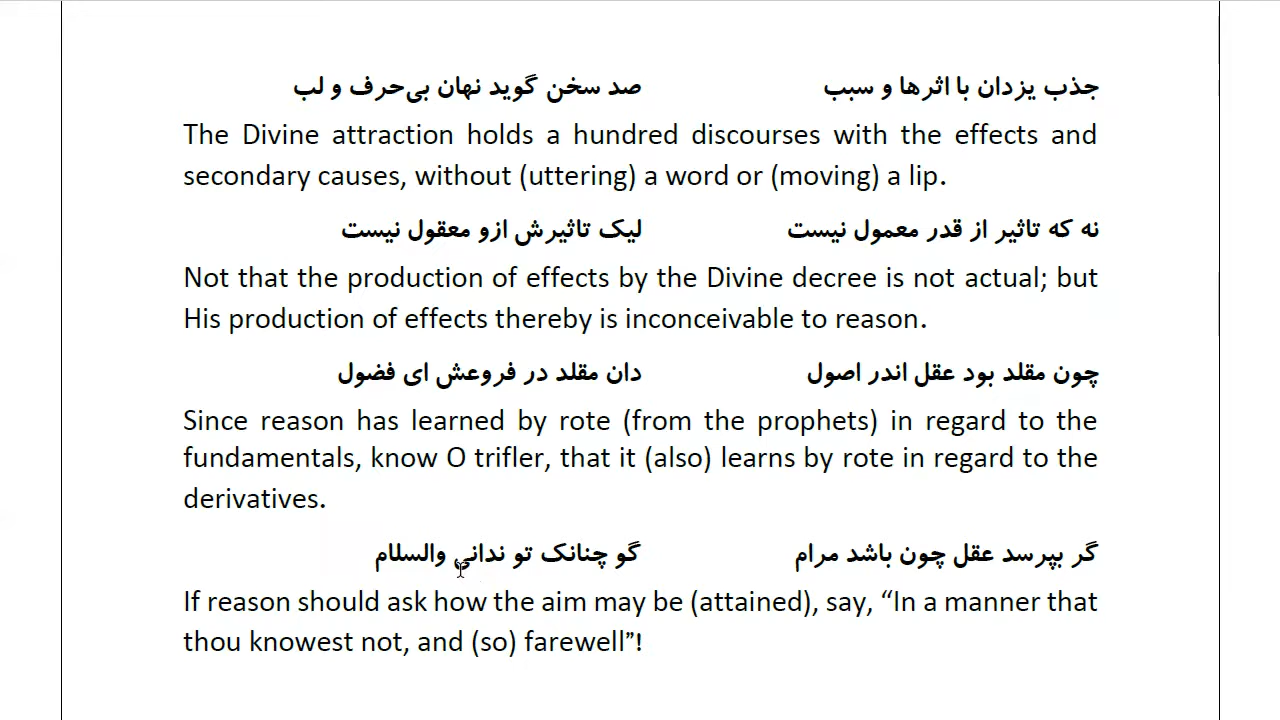 جذب یزدان با اثرها و سبب صد سخن گوید نهان بی‌حرف و لب
The Divine attraction holds a hundred discourses with the effects and
secondary causes, without (uttering) a word or (moving) a lip.
نه که تاثیر از قدر معمول نیست لیک تاثیرش ازو معقول نیست
Not that the production of effects by the Divine decree is not actual; but
His production of effects thereby is inconceivable to reason.
چون مقلد بود عقل اندر اصول دان مقلد در فروعش ای فضول
Since reason has learned by rote (from the prophets) in regard to the
fundamentals, know O trifler, that it (also) learns by rote in regard to the
derivatives.
گر بپرسد عقل چون باشد مرام گو چنانک تو ندانی والسلام
If reason should ask how the aim may be (attained), say, “In a manner that
thou knowest not, and (so) farewell”!